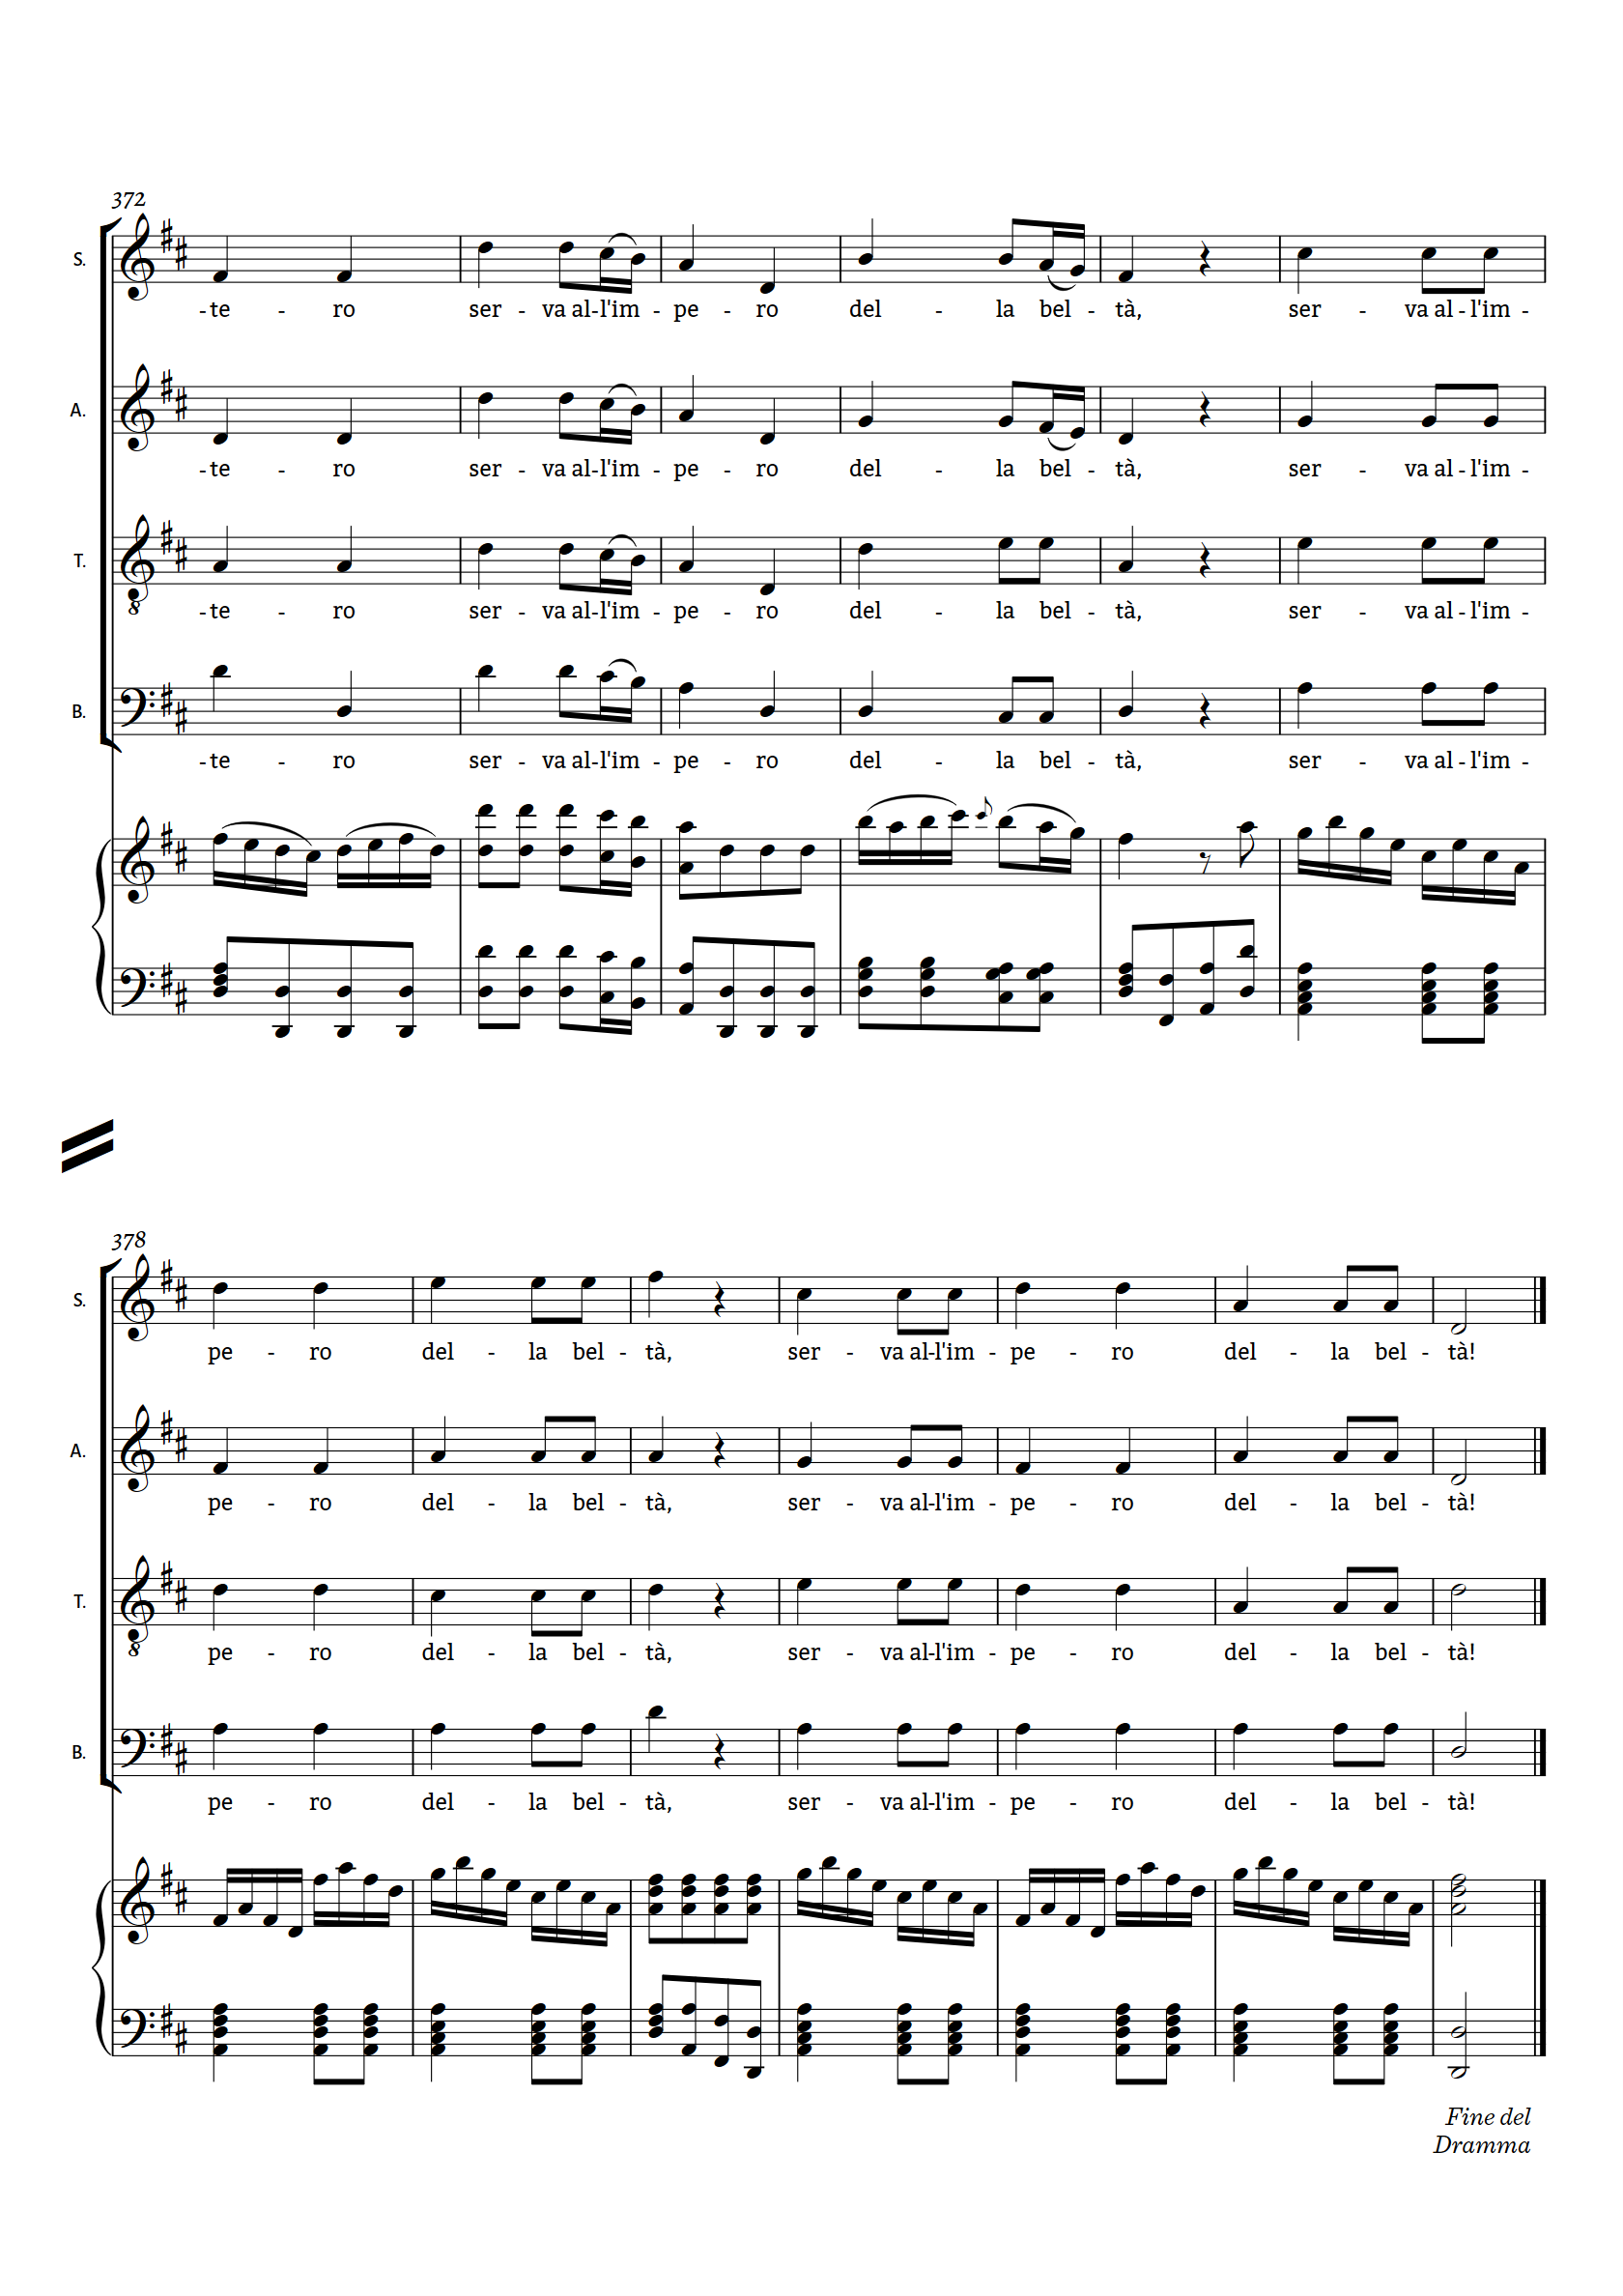 372
S.
- te - ro ser - va al-l'im - pe - ro del - la bel - tà, ser - va al - l'im -
A.
- te - ro ser - va al-l'im - pe - ro del - la bel - tà, ser - va al - l'im -
T.
8
- te - ro ser - va al-l'im - pe - ro del - la bel - tà, ser - va al - l'im -
B.
- te - ro ser - va al-l'im - pe - ro del - la bel - tà, ser - va al - l'im -
378
S.
pe - ro del - la bel - tà, ser - va al-l'im - pe - ro del - la bel - tà!
A.
pe - ro del - la bel - tà, ser - va al-l'im - pe - ro del - la bel - tà!
T.
8
pe - ro del - la bel - tà, ser - va al-l'im - pe - ro del - la bel - tà!
B.
pe - ro del - la bel - tà, ser - va al-l'im - pe - ro del - la bel - tà!
Fine del
Dramma